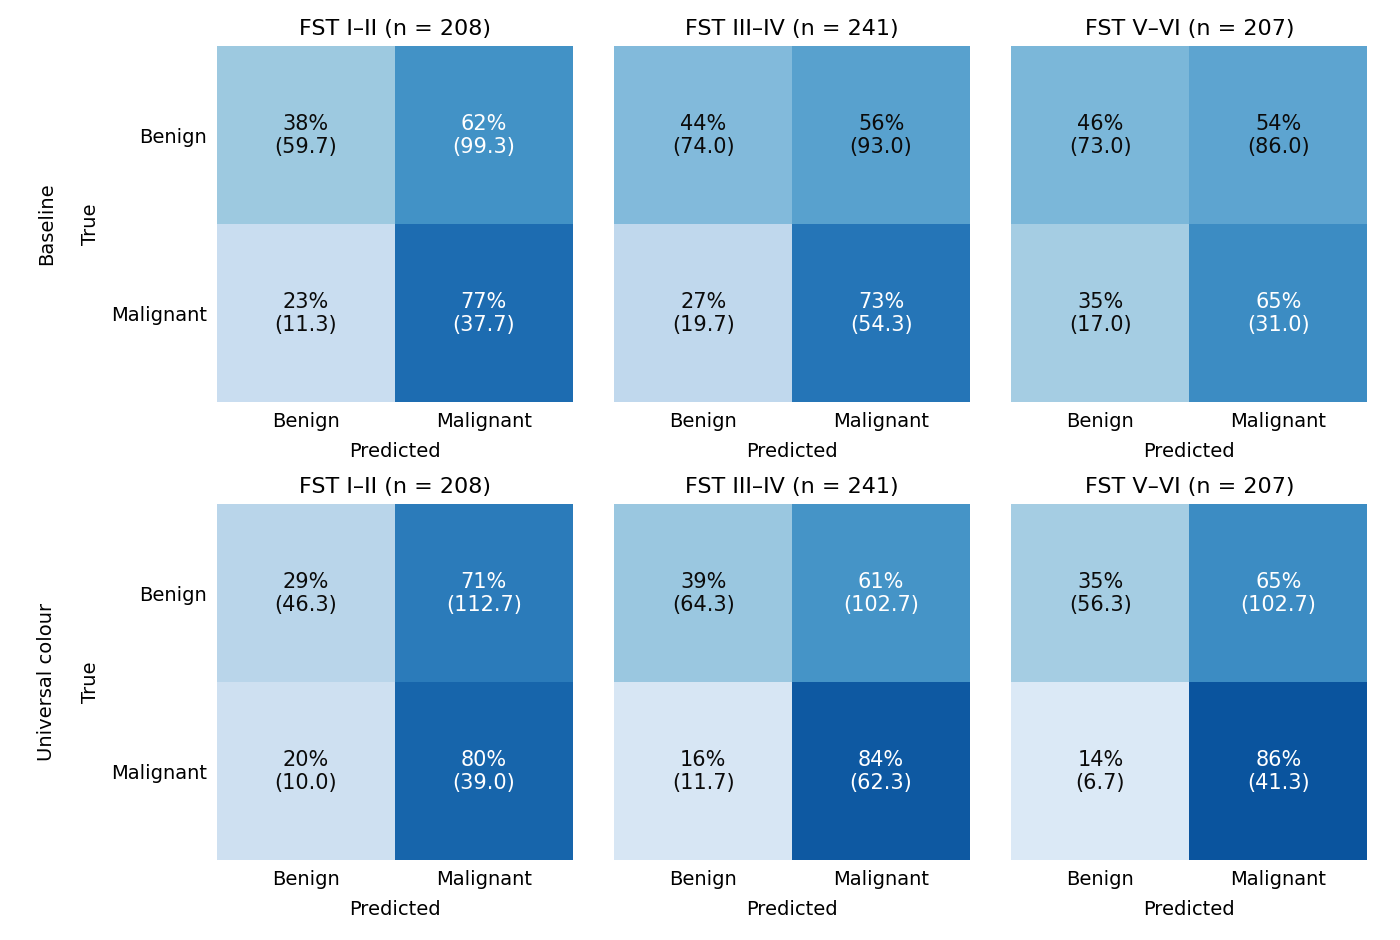 FST I–II (n = 208)
FST III–IV (n = 241)
FST V–VI (n = 207)
Baseline
True
Benign
38%
(59.7)
62%
(99.3)
44%
(74.0)
56%
(93.0)
46%
(73.0)
54%
(86.0)
Malignant
23%
(11.3)
77%
(37.7)
27%
(19.7)
73%
(54.3)
35%
(17.0)
65%
(31.0)
Benign
Malignant
Benign
Malignant
Benign
Malignant
Predicted
Predicted
Predicted
FST I–II (n = 208)
FST III–IV (n = 241)
FST V–VI (n = 207)
Universal colour
True
Benign
29%
(46.3)
71%
(112.7)
39%
(64.3)
61%
(102.7)
35%
(56.3)
65%
(102.7)
Malignant
20%
(10.0)
80%
(39.0)
16%
(11.7)
84%
(62.3)
14%
(6.7)
86%
(41.3)
Benign
Malignant
Benign
Malignant
Benign
Malignant
Predicted
Predicted
Predicted